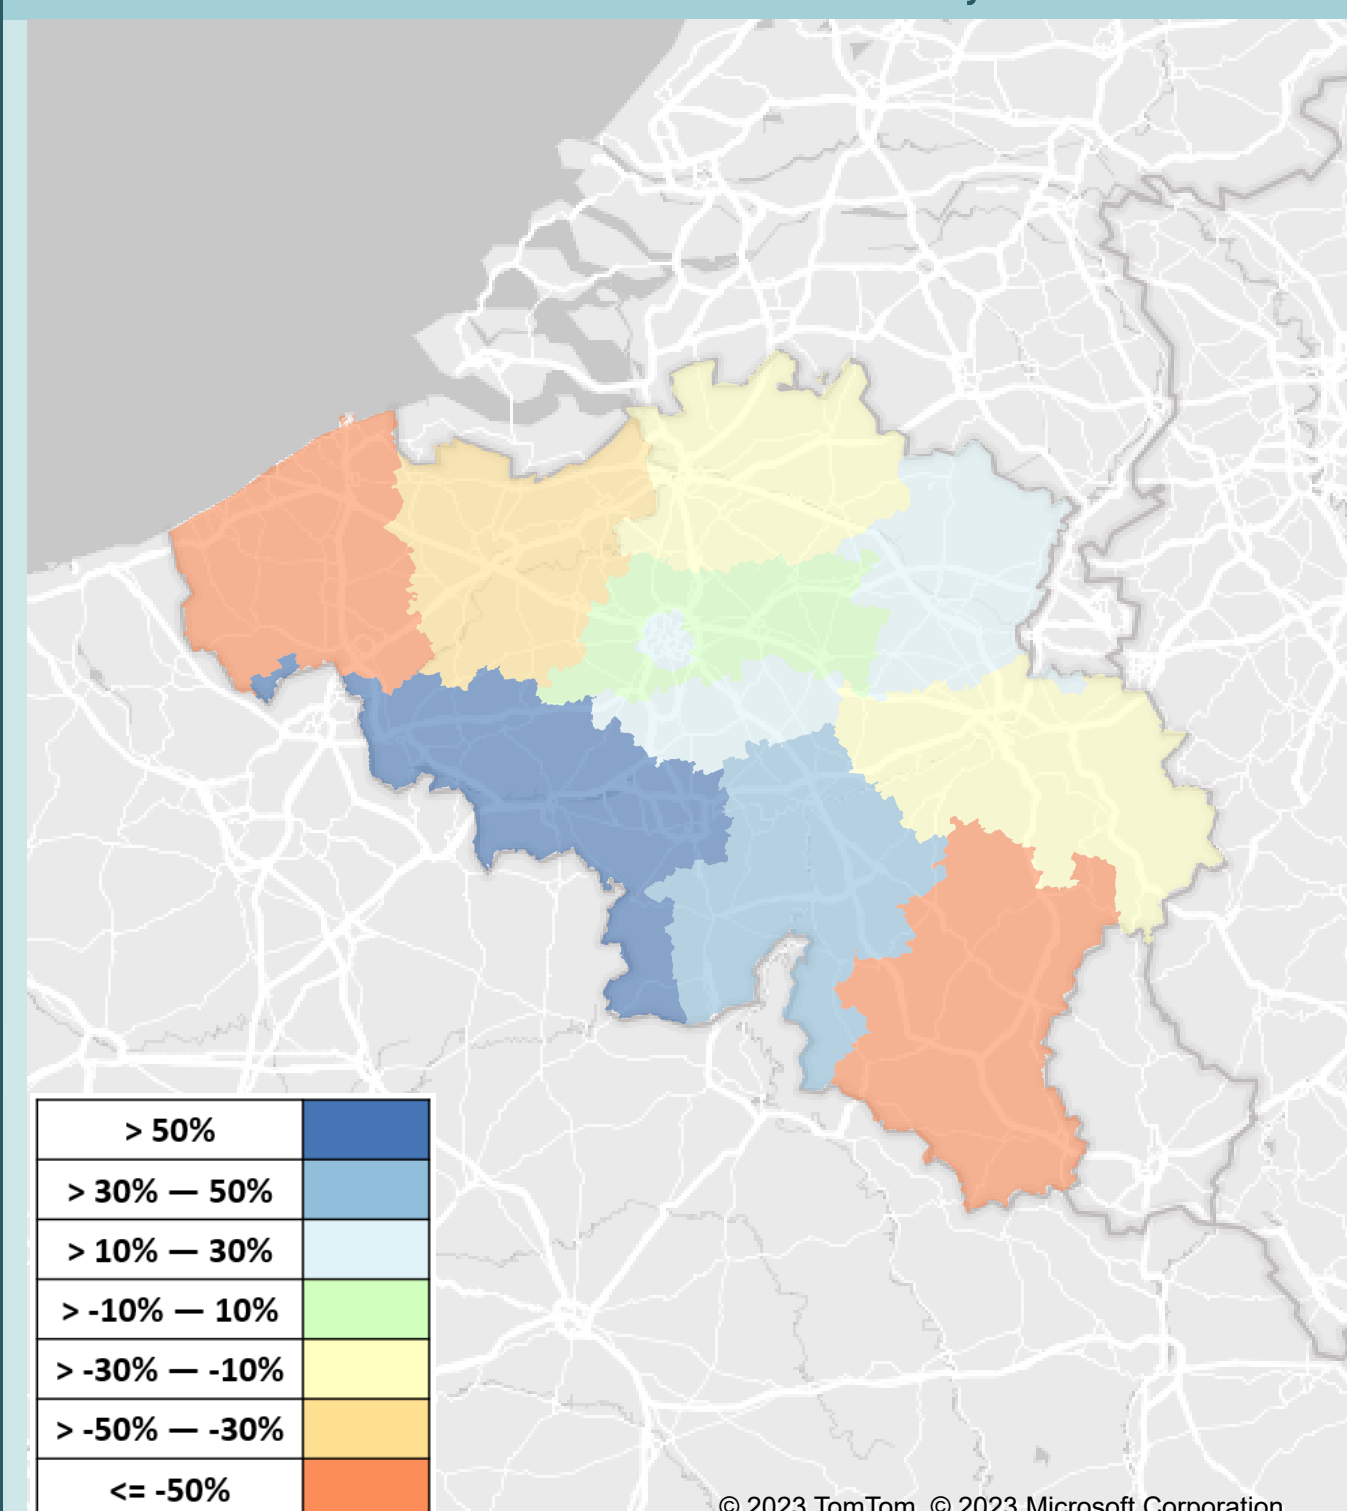 > 50%
> 30% — 50%
> 10% — 30%
> -10% — 10%
> -30% — -10%
> -50% — -30%
<= -50%
© 2023 TomTom, © 2023 Microsoft Corporation